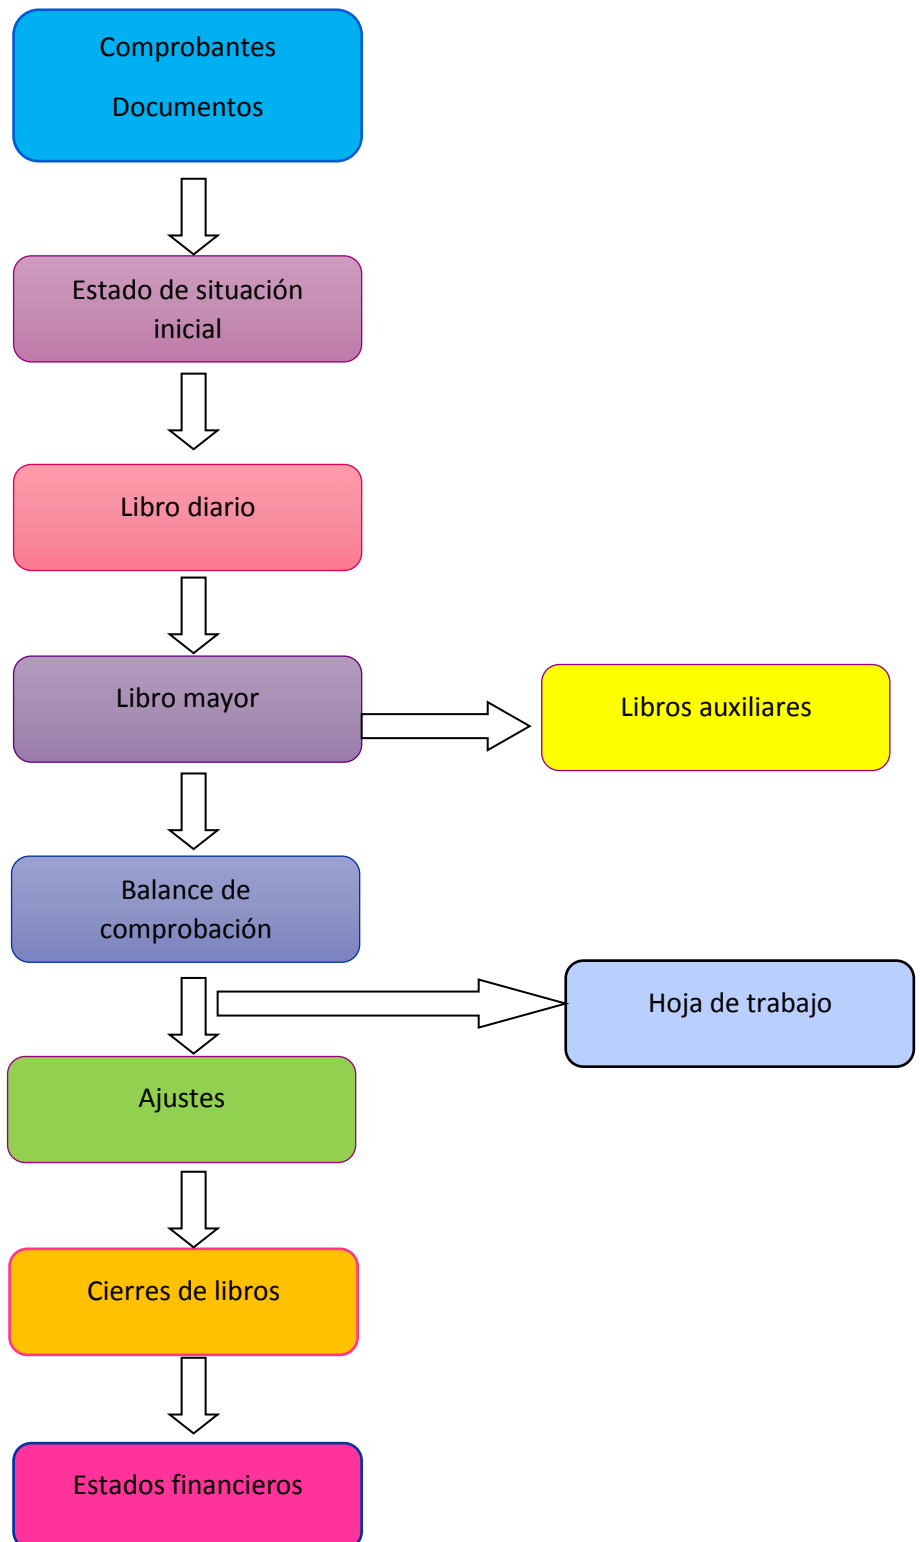 Comprobantes
Documentos
Estado de situación
inicial
Libro diario
Libro mayor
Libros auxiliares
Balance de
comprobación
Hoja de trabajo
Ajustes
Cierres de libros
Estados financieros